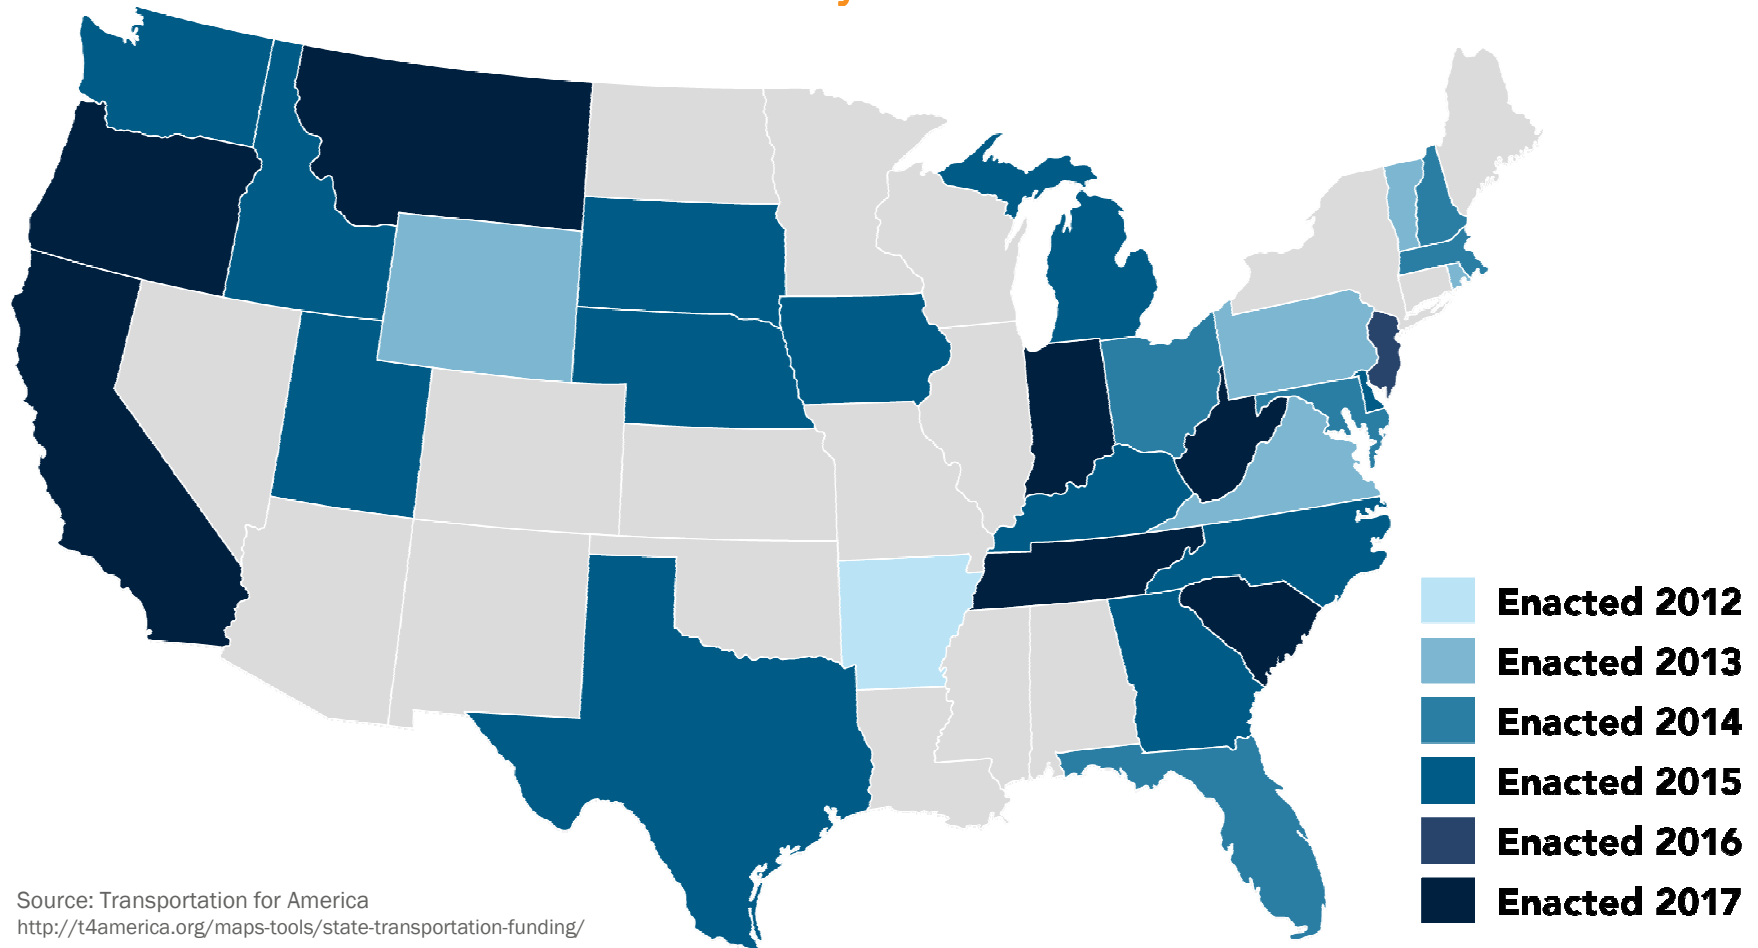 Enacted 2012
Enacted 2013
Enacted 2014
Enacted 2015
Enacted 2016
Enacted 2017
Source: Transportation for America
http://t4america.org/maps-tools/state-transportation-funding/